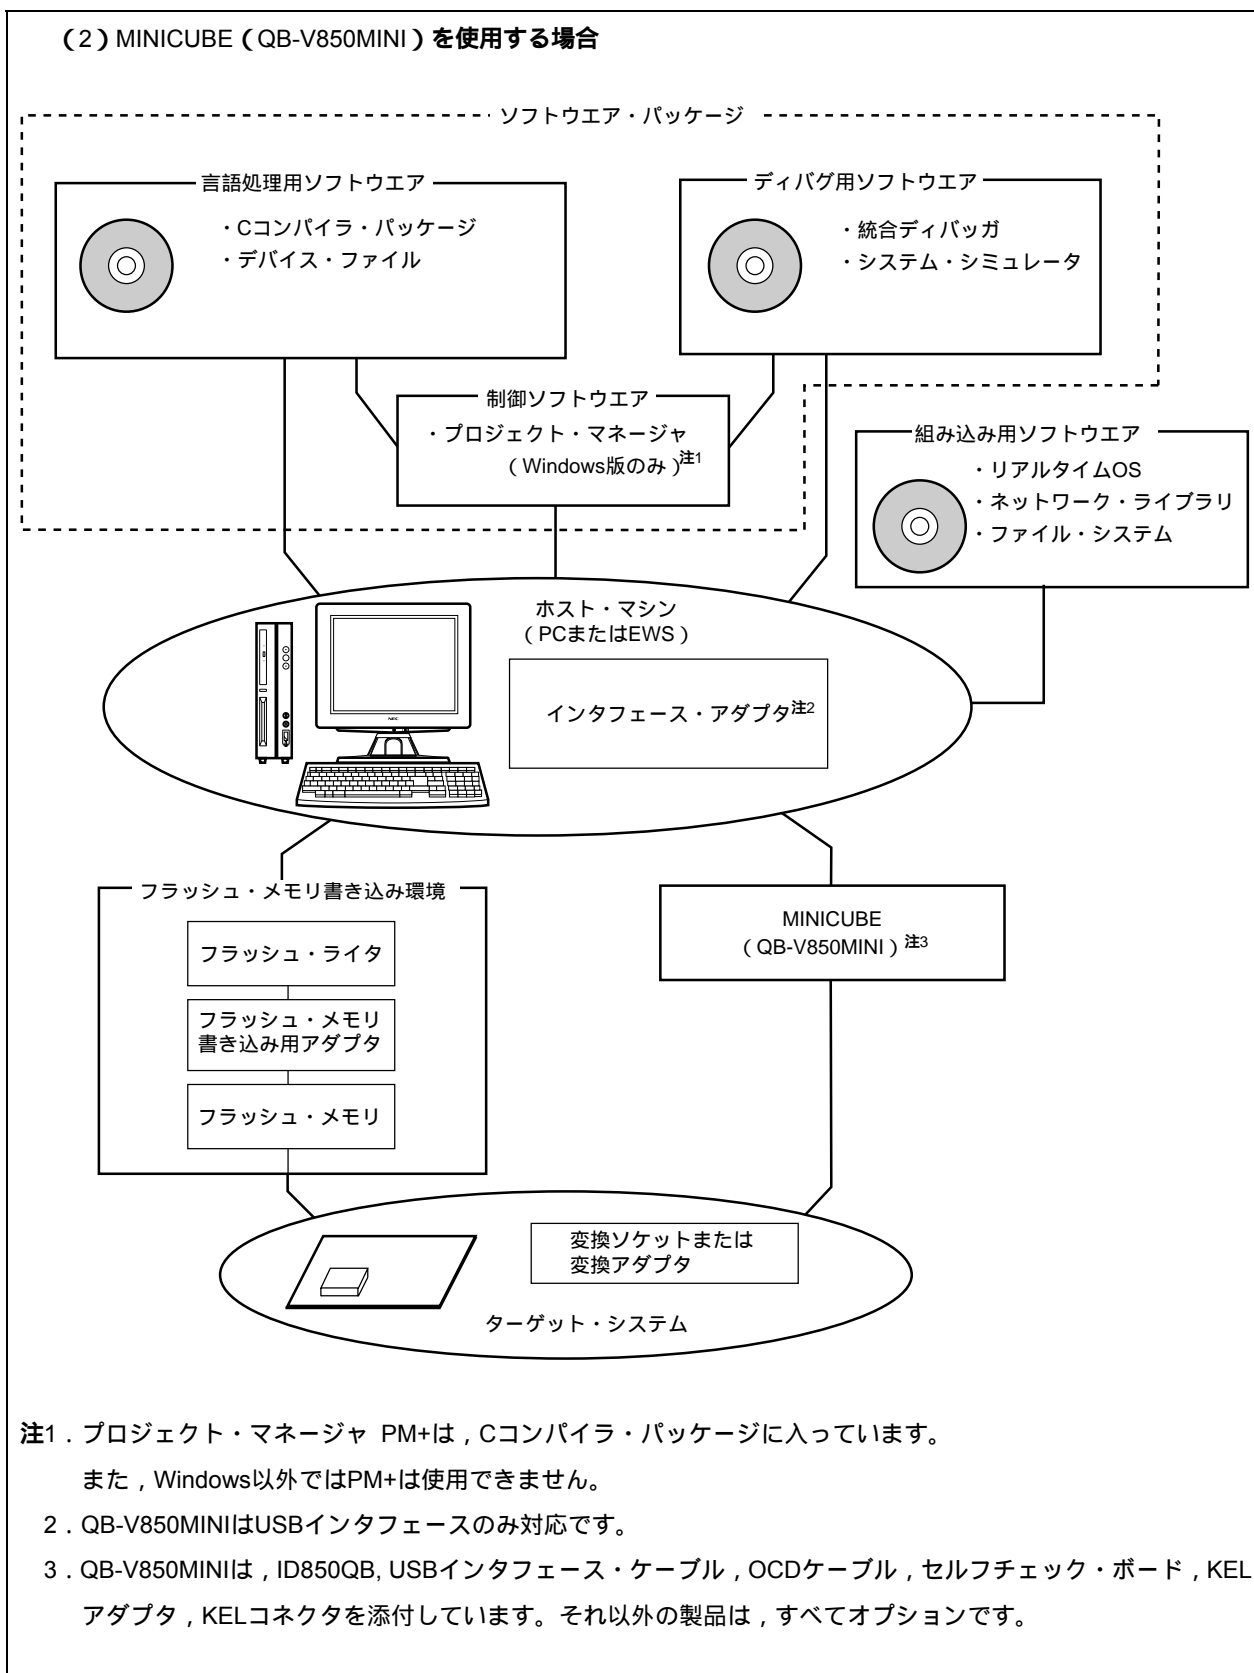 （2）MINICUBE（QB-V850MINI）を使用する場合
ソフトウエア・パッケージ
言語処理用ソフトウエア
・Cコンパイラ・パッケージ
・デバイス・ファイル
ディバグ用ソフトウエア
・統合ディバッガ
・システム・シミュレータ
制御ソフトウエア
・プロジェクト・マネージャ
（Windows版のみ）注1
組み込み用ソフトウエア
・リアルタイムOS
・ネットワーク・ライブラリ
・ファイル・システム
ホスト・マシン
（PCまたはEWS）
インタフェース・アダプタ注2
NEC
フラッシュ・メモリ書き込み環境
フラッシュ・ライタ
フラッシュ・メモリ
書き込み用アダプタ
フラッシュ・メモリ
MINICUBE
（QB-V850MINI）注3
変換ソケットまたは
変換アダプタ
ターゲット・システム
注1．プロジェクト・マネージャ PM+は，Cコンパイラ・パッケージに入っています。
また，Windows以外ではPM+は使用できません。
2．QB-V850MINIはUSBインタフェースのみ対応です。
3．QB-V850MINIは，ID850QB, USBインタフェース・ケーブル，OCDケーブル，セルフチェック・ボード，KEL
アダプタ，KELコネクタを添付しています。それ以外の製品は，すべてオプションです。